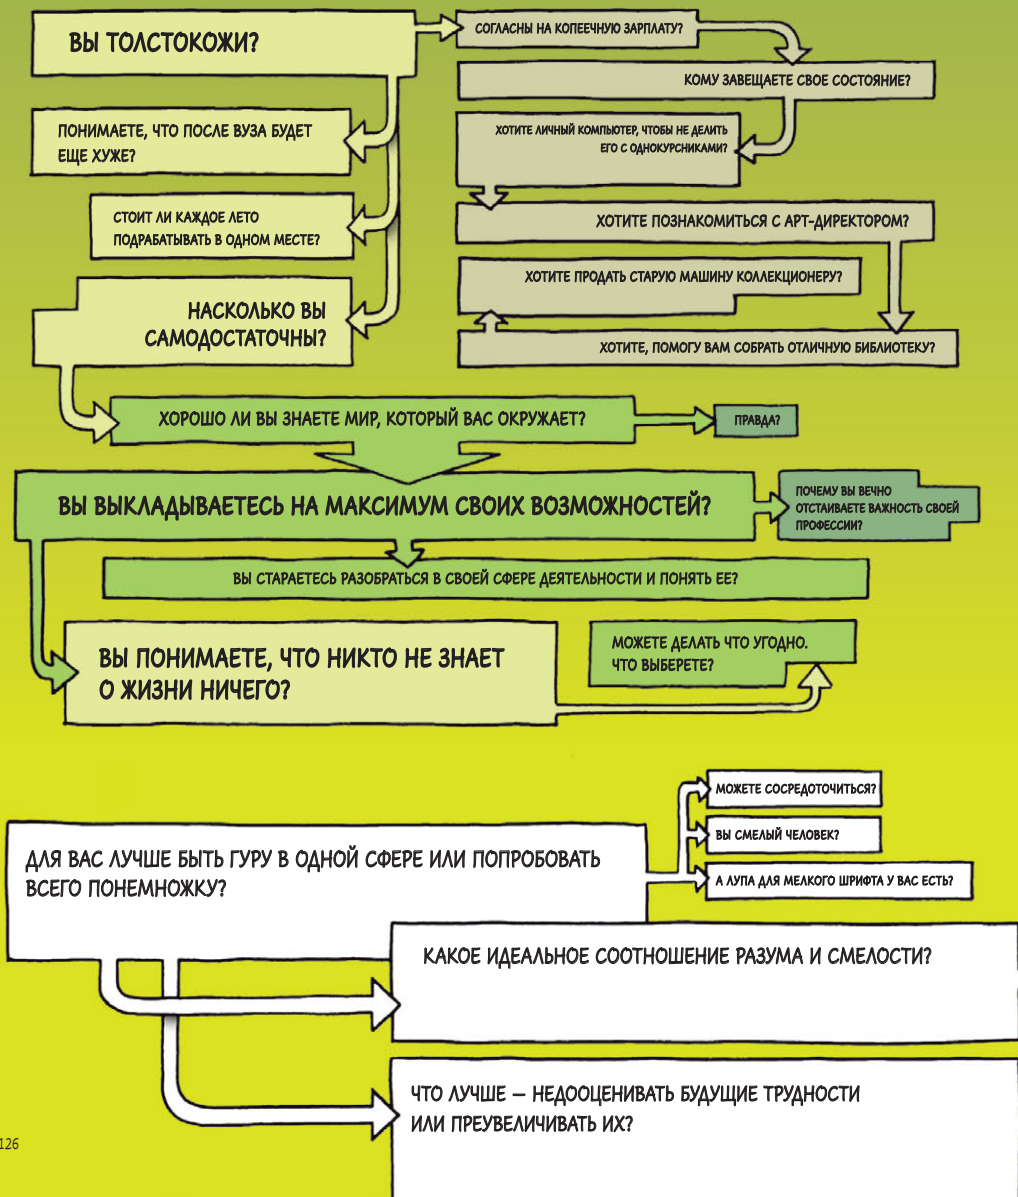 ВЫ ТОЛСТОКОЖИ?
СОГЛАСНЫ НА КОПЕЕЧНУЮ ЗАРПЛАТУ?
КОМУ ЗАВЕЩАЕТЕ СВОЕ СОСТОЯНИЕ?
ПОНИМАЕТЕ, ЧТО ПОСЛЕ ВУЗА БУДЕТ
ЕЩЕ ХУЖЕ?
ХОТИТЕ ЛИЧНЫЙ КОМПЬЮТЕР, ЧТОБЫ НЕ ДЕЛИТЬ
ЕГО С ОДНОКУРСНИКАМИ?
СТОИТ ЛИ КАЖДОЕ ЛЕТО
ПОДРАБАТЫВАТЬ В ОДНОМ МЕСТЕ?
ХОТИТЕ ПОЗНАКОМИТЬСЯ С АРТ-ДИРЕКТОРОМ?
ХОТИТЕ ПРОДАТЬ СТАРУЮ МАШИНУ КОЛЛЕКЦИОНЕРУ?
НАСКОЛЬКО ВЫ
САМОДОСТАТОЧНЫ?
ХОТИТЕ, ПОМОГУ ВАМ СОБРАТЬ ОТЛИЧНУЮ БИБЛИОТЕКУ?
ХОРОШО ЛИ ВЫ ЗНАЕТЕ МИР, КОТОРЫЙ ВАС ОКРУЖАЕТ?
ПРАВДА?
ВЫ ВЫКЛАДЫВАЕТЕСЬ НА МАКСИМУМ СВОИХ ВОЗМОЖНОСТЕЙ?
ПОЧЕМУ ВЫ ВЕЧНО
ОТСТАИВАЕТЕ ВАЖНОСТЬ СВОЕЙ
ПРОФЕССИИ?
ВЫ СТАРАЕТЕСЬ РАЗОБРАТЬСЯ В СВОЕЙ СФЕРЕ ДЕЯТЕЛЬНОСТИ И ПОНЯТЬ ЕЕ?
ВЫ ПОНИМАЕТЕ, ЧТО НИКТО НЕ ЗНАЕТ
О ЖИЗНИ НИЧЕГО?
МОЖЕТЕ ДЕЛАТЬ ЧТО УГОДНО.
ЧТО ВЫБЕРЕТЕ?
МОЖЕТЕ СОСРЕДОТОЧИТЬСЯ?
ВЫ СМЕЛЫЙ ЧЕЛОВЕК?
А ЛУПА ДЛЯ МЕЛКОГО ШРИФТА У ВАС ЕСТЬ?
ДЛЯ ВАС ЛУЧШЕ БЫТЬ ГУРУ В ОДНОЙ СФЕРЕ ИЛИ ПОПРОБОВАТЬ
ВСЕГО ПОНЕМНОЖКУ?
КАКОЕ ИДЕАЛЬНОЕ СООТНОШЕНИЕ РАЗУМА И СМЕЛОСТИ?
ЧТО ЛУЧШЕ — НЕДООЦЕНИВАТЬ БУДУЩИЕ ТРУДНОСТИ
ИЛИ ПРЕУВЕЛИЧИВАТЬ ИХ?
126